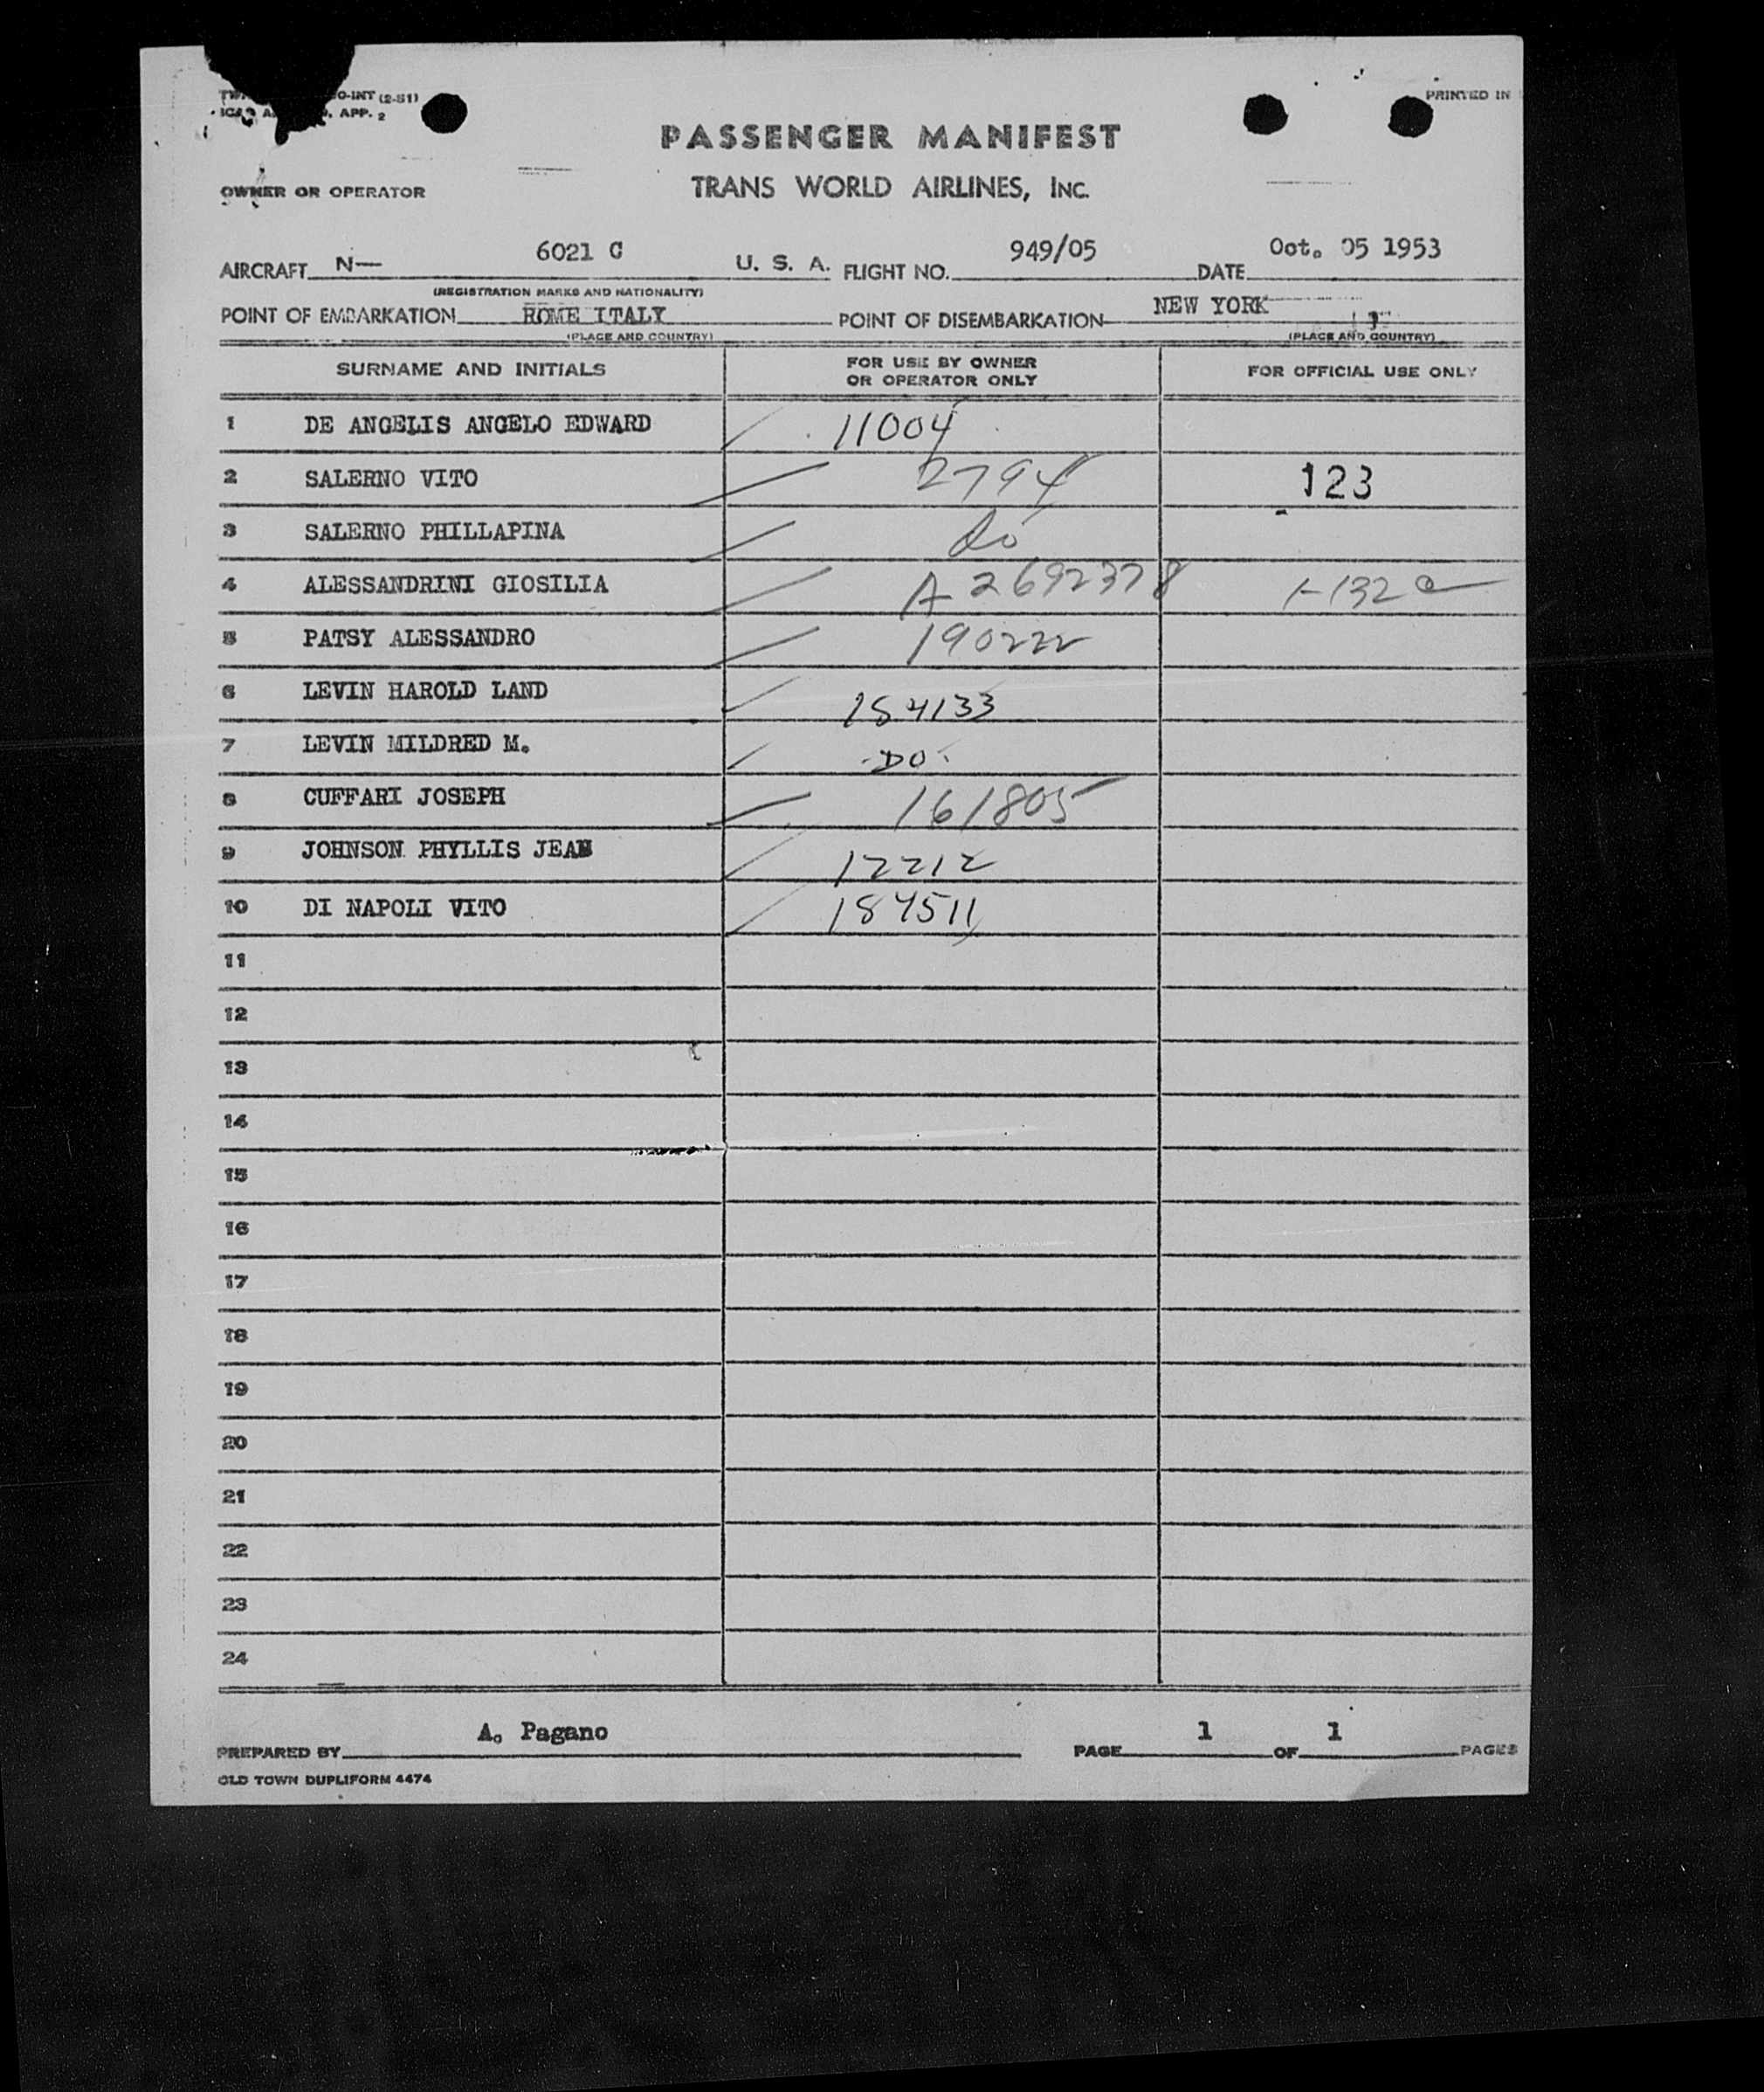 O-INT (2-51)
APP. 2
PRINTED IN
PASSENGER MANIFEST
OWNER OR OPERATOR
TRANS WORLD AIRLINES, INC.
AIRCRAFT N— 6021 C U. S. A. FLIGHT NO. 949/05 DATE Oct. 05 1953
(REGISTRATION MARKS AND NATIONALITY)
POINT OF EMBARKATION ROME ITALY POINT OF DISEMBARKATION NEW YORK
(PLACE AND COUNTRY) (PLACE AND COUNTRY)
SURNAME AND INITIALS FOR USE BY OWNER OR OPERATOR ONLY FOR OFFICIAL USE ONLY
1 DE ANGELIS ANGELO EDWARD 11004
2 SALERNO VITO 2794 123
3 SALERNO PHILLAPINA do
4 ALESSANDRINI GIOSILIA A 2692378
5 PATSY ALESSANDRO 190222
6 LEVIN HAROLD LAND 154133
7 LEVIN MILDRED M. -DO-
8 CUFFARI JOSEPH 161805
9 JOHNSON PHYLLIS JEAN 12212
10 DI NAPOLI VITO 184511
11
12
13
14
15
16
17
18
19
20
21
22
23
24
PREPARED BY A. Pagano PAGE 1 OF 1 PAGES
OLD TOWN DUPLIFORM 4474